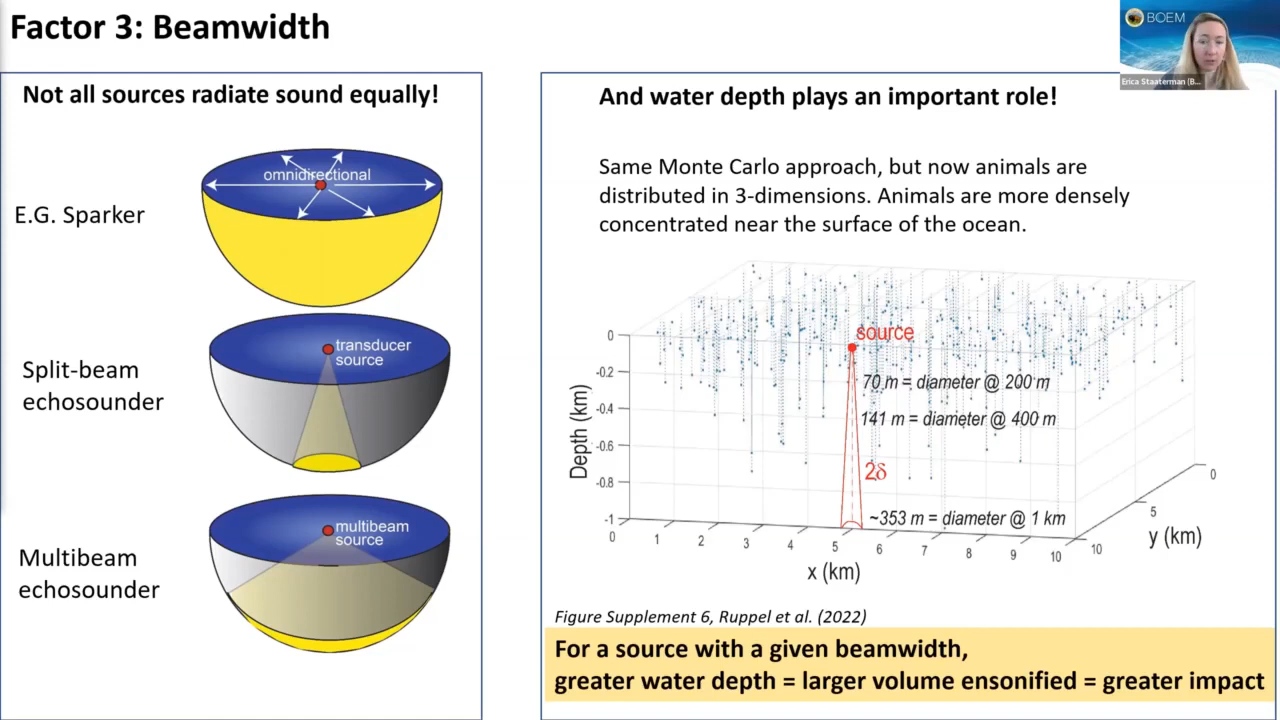 Factor 3: Beamwidth
BOEM
Erica Staaterman (B...
Not all sources radiate sound equally!
omnidirectional
E.G. Sparker
transducer
source
Split-beam
echosounder
multibeam
source
Multibeam
echosounder
And water depth plays an important role!
Same Monte Carlo approach, but now animals are
distributed in 3-dimensions. Animals are more densely
concentrated near the surface of the ocean.
source
70 m = diameter @ 200 m
141 m = diameter @ 400 m
2δ
~353 m = diameter @ 1 km
Depth (km)
0
-0.2
-0.4
-0.6
-0.8
-1
0 1 2 3 4 5 6 7 8 9 10
x (km)
0
5
10
y (km)
Figure Supplement 6, Ruppel et al. (2022)
For a source with a given beamwidth,
greater water depth = larger volume ensonified = greater impact